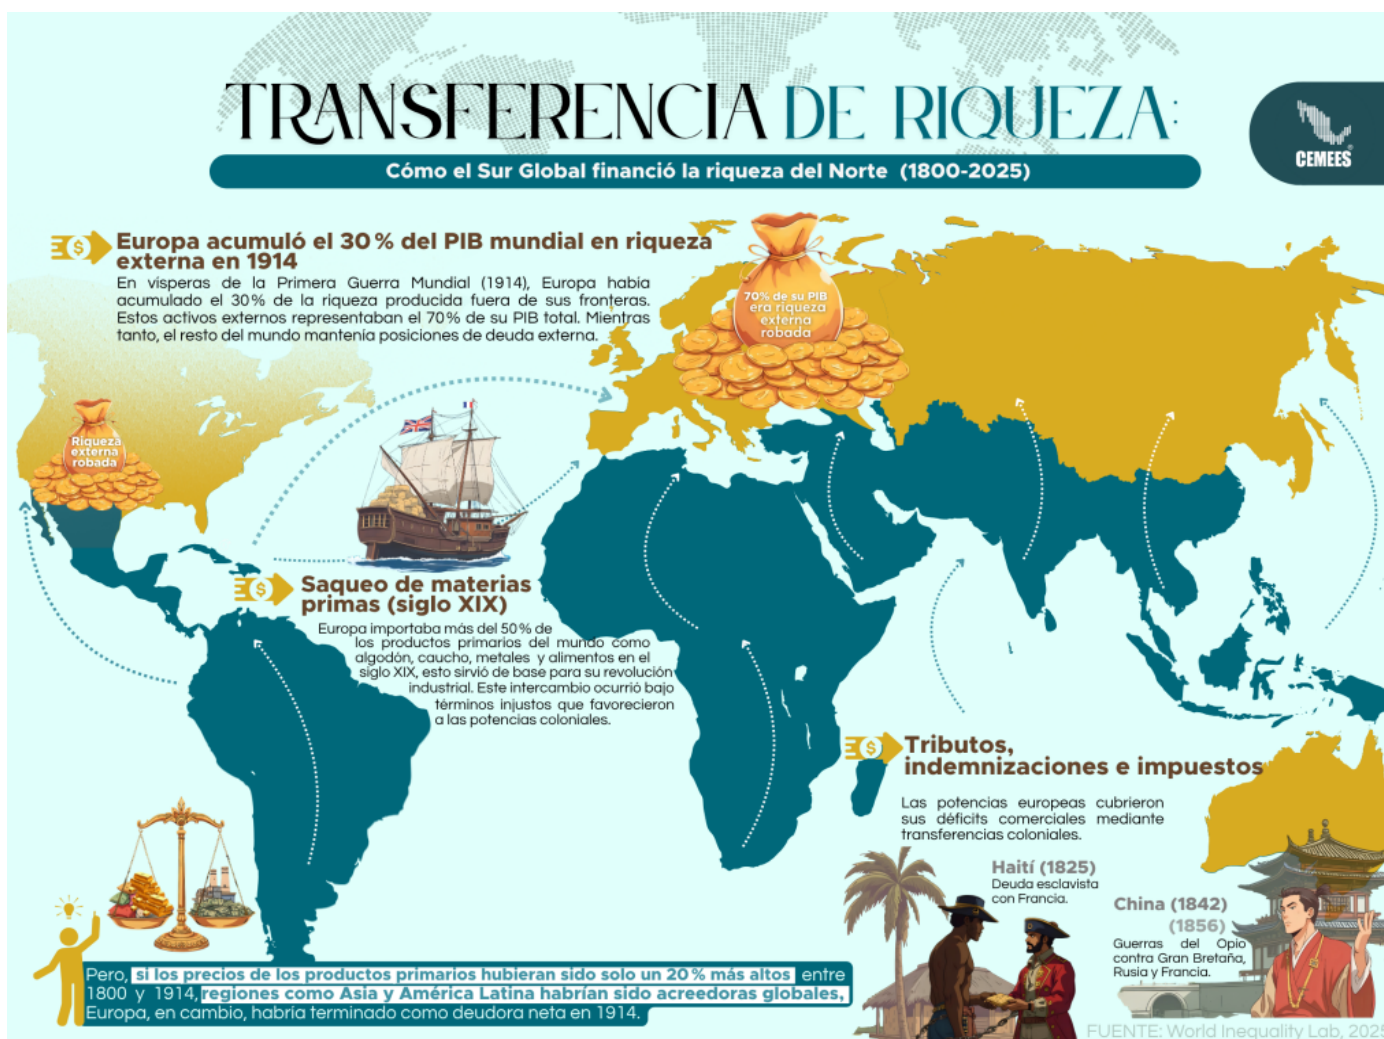 TRANSFERENCIA DE RIQUEZA:
Cómo el Sur Global financió la riqueza del Norte (1800-2025)
CEMEES
Europa acumuló el 30% del PIB mundial en riqueza
externa en 1914
En vísperas de la Primera Guerra Mundial (1914), Europa había
acumulado el 30% de la riqueza producida fuera de sus fronteras.
Estos activos externos representaban el 70% de su PIB total. Mientras
tanto, el resto del mundo mantenía posiciones de deuda externa.
70% de su PIB
era riqueza
externa
robada
Riqueza
externa
robada
Saqueo de materias
primas (siglo XIX)
Europa importaba más del 50% de
los productos primarios del mundo como
algodón, caucho, metales y alimentos en el
siglo XIX, esto sirvió de base para su revolución
industrial. Este intercambio ocurrió bajo
términos injustos que favorecieron
a las potencias coloniales.
Tributos,
indemnizaciones e impuestos
Las potencias europeas cubrieron
sus déficits comerciales mediante
transferencias coloniales.
Haití (1825)
Deuda esclavista
con Francia.
China (1842)
(1856)
Guerras del Opio
contra Gran Bretaña,
Rusia y Francia.
Pero, si los precios de los productos primarios hubieran sido solo un 20% más altos entre
1800 y 1914, regiones como Asia y América Latina habrían sido acreedoras globales,
Europa, en cambio, habría terminado como deudora neta en 1914.
FUENTE: World Inequality Lab, 2025